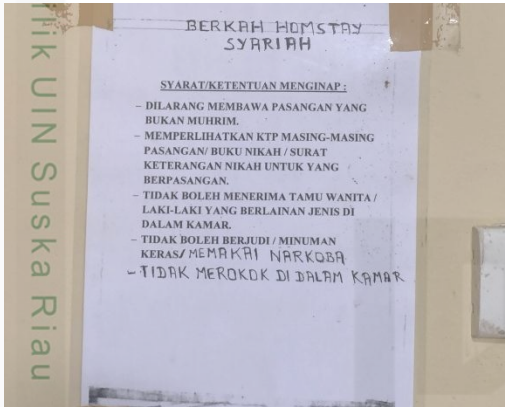 BERKAH HOMSTAY
SYARIAH
SYARAT/KETENTUAN MENGINAP :
– DILARANG MEMBAWA PASANGAN YANG
BUKAN MUHRIM.
– MEMPERLIHATKAN KTP MASING-MASING
PASANGAN/ BUKU NIKAH / SURAT
KETERANGAN NIKAH UNTUK YANG
BERPASANGAN.
– TIDAK BOLEH MENERIMA TAMU WANITA /
LAKI-LAKI YANG BERLAINAN JENIS DI
DALAM KAMAR.
– TIDAK BOLEH BERJUDI / MINUMAN
KERAS/ MEMAKAI NARKOBA
– TIDAK MEROKOK DI DALAM KAMAR
UIN Suska Riau